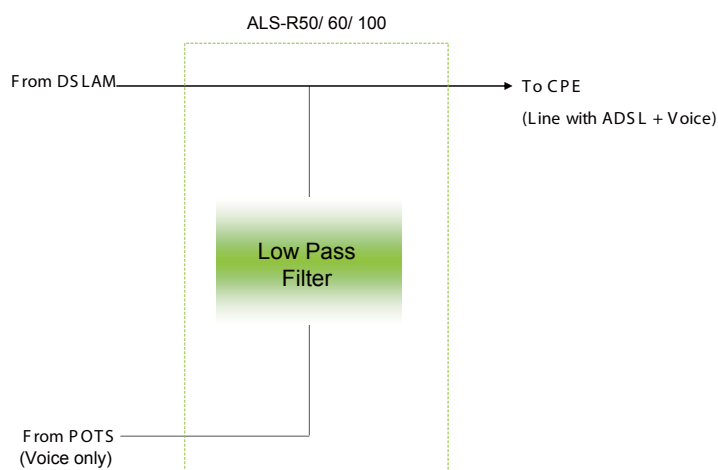 ALS-R50/ 60/ 100
From DSLAM
To CPE
(Line with ADSL + Voice)
Low Pass
Filter
From POTS
(Voice only)